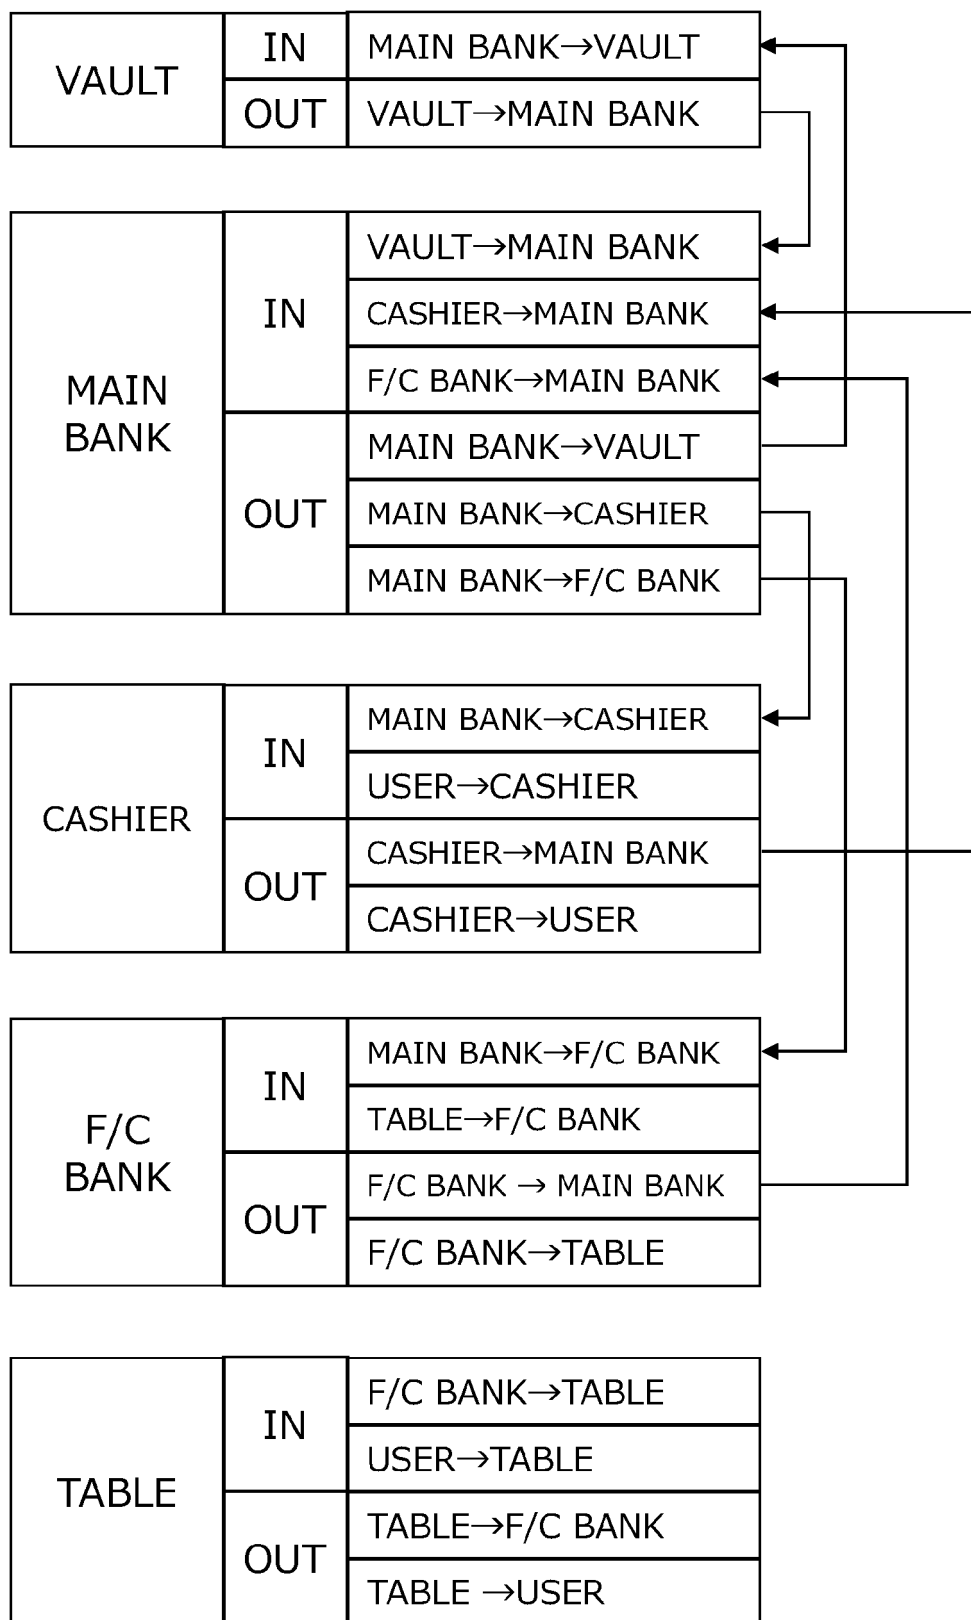 VAULT
IN
MAIN BANK→VAULT
OUT
VAULT→MAIN BANK
MAIN
BANK
IN
VAULT→MAIN BANK
CASHIER→MAIN BANK
F/C BANK→MAIN BANK
OUT
MAIN BANK→VAULT
MAIN BANK→CASHIER
MAIN BANK→F/C BANK
CASHIER
IN
MAIN BANK→CASHIER
USER→CASHIER
OUT
CASHIER→MAIN BANK
CASHIER→USER
F/C
BANK
IN
MAIN BANK→F/C BANK
TABLE→F/C BANK
OUT
F/C BANK → MAIN BANK
F/C BANK→TABLE
TABLE
IN
F/C BANK→TABLE
USER→TABLE
OUT
TABLE→F/C BANK
TABLE →USER